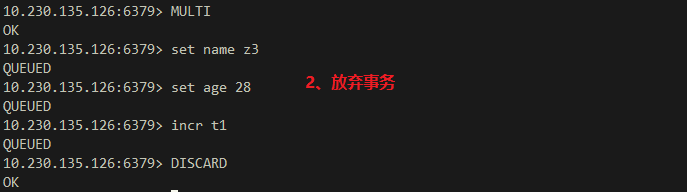 10.230.135.126:6379> MULTI
OK
10.230.135.126:6379> set name z3
QUEUED
10.230.135.126:6379> set age 28
2、放弃事务
QUEUED
10.230.135.126:6379> incr t1
QUEUED
10.230.135.126:6379> DISCARD
OK